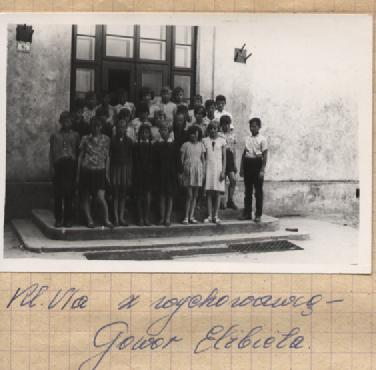 Kl. VIa z wychowawcą –
Gowor Elżbieta.